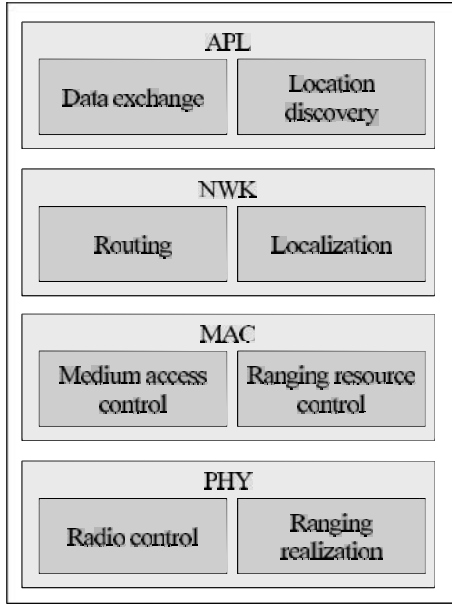 APL
Data exchange
Location
discovery
NWK
Routing
Localization
MAC
Medium access
control
Ranging resource
control
PHY
Radio control
Ranging
realization